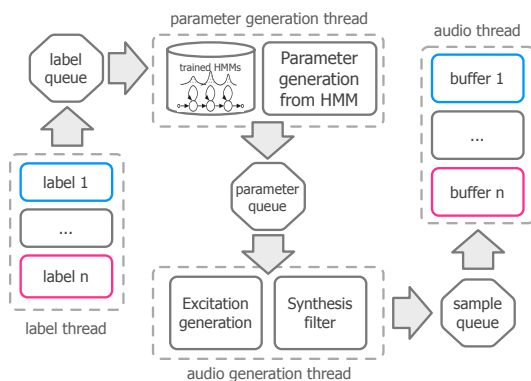 parameter generation thread
label
queue
trained HMMs
Parameter
generation
from HMM
audio thread
buffer 1
...
buffer n
label 1
...
label n
label thread
parameter
queue
Excitation
generation
Synthesis
filter
audio generation thread
sample
queue